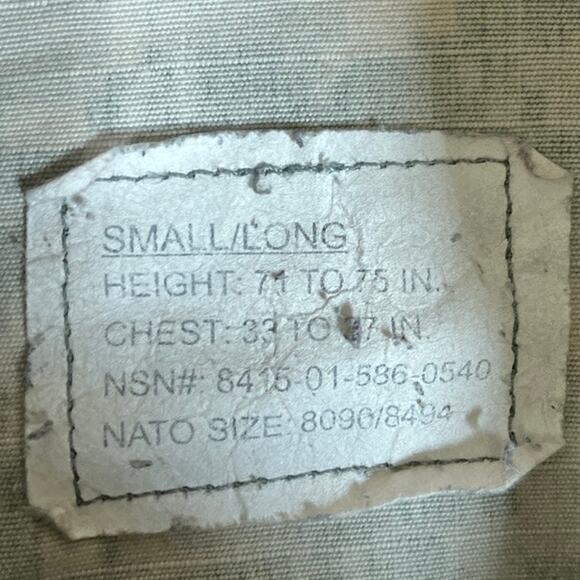 SMALL/LONG
HEIGHT: 71 TO 75 IN.
CHEST: 33 TO 37 IN.
NSN#: 8415-01-586-0540
NATO SIZE: 8090/8494